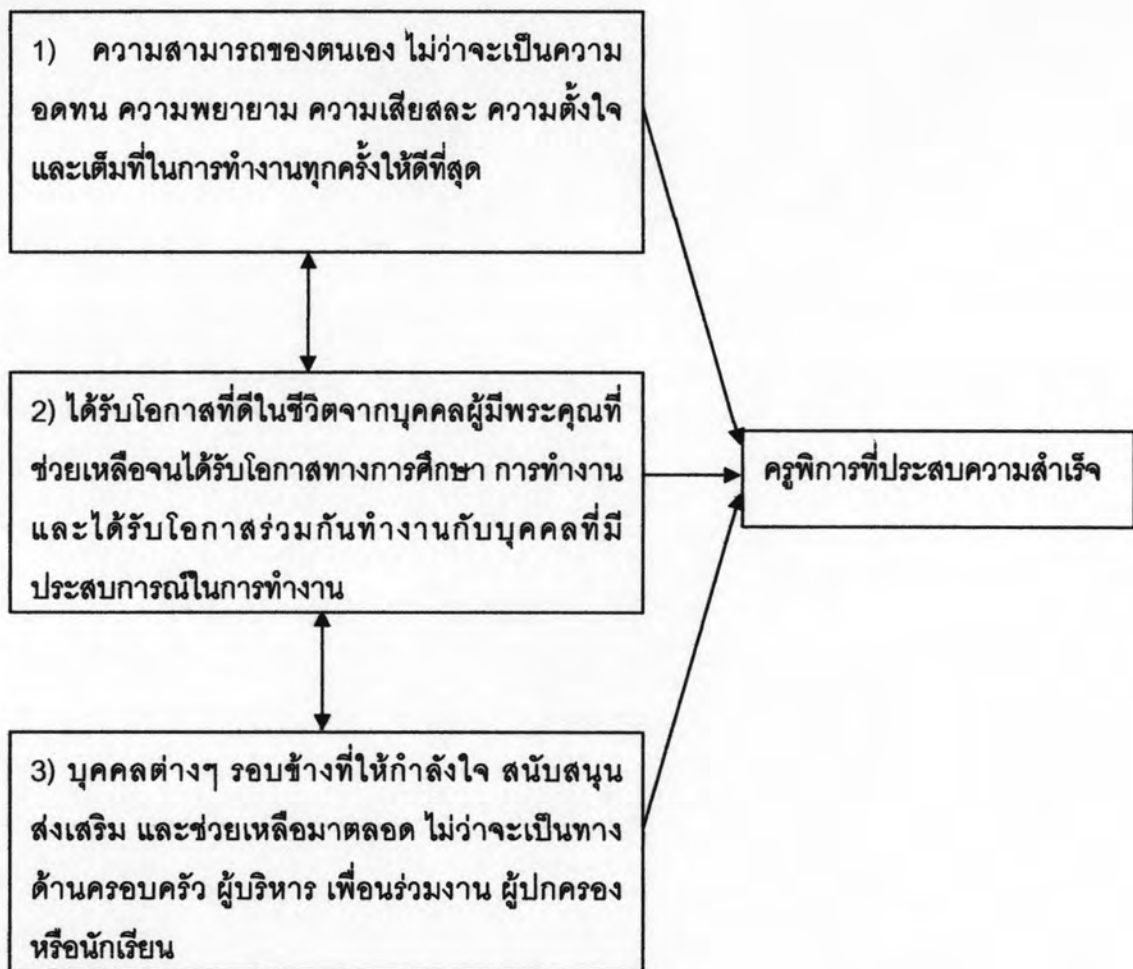 1) ความสามารถของตนเอง ไม่ว่าจะเป็นความ
อดทน ความพยายาม ความเสียสละ ความตั้งใจ
และเต็มที่ในการทำงานทุกครั้งให้ดีที่สุด
2) ได้รับโอกาสที่ดีในชีวิตจากบุคคลผู้มีพระคุณที่
ช่วยเหลือจนได้รับโอกาสทางการศึกษา การทำงาน
และได้รับโอกาสร่วมกันทำงานกับบุคคลที่มี
ประสบการณ์ในการทำงาน
ครูพิการที่ประสบความสำเร็จ
3) บุคคลต่างๆ รอบข้างที่ให้กำลังใจ สนับสนุน
ส่งเสริม และช่วยเหลือมาตลอด ไม่ว่าจะเป็นทาง
ด้านครอบครัว ผู้บริหาร เพื่อนร่วมงาน ผู้ปกครอง
หรือนักเรียน